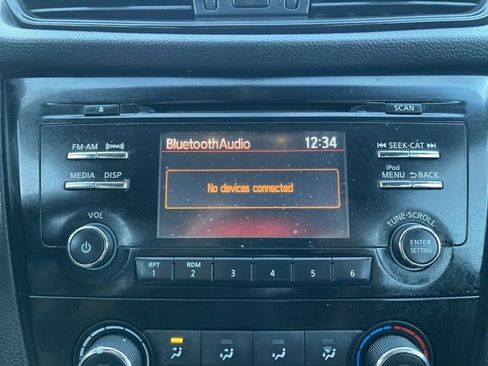 SCAN
FM·AM
BluetoothAudio 12:34
SEEK·CAT
MEDIA DISP
No devices connected
iPod
MENU BACK
VOL
TUNE·SCROLL
ENTER
SETTING
RPT
1
RDM
2
3
4
5
6